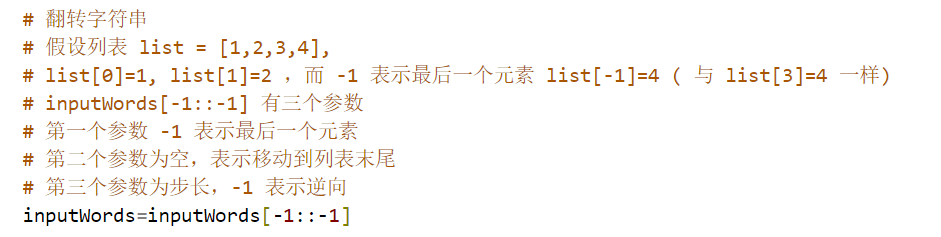 # 翻转字符串
# 假设列表 list = [1,2,3,4],
# list[0]=1, list[1]=2 ，而 -1 表示最后一个元素 list[-1]=4 ( 与 list[3]=4 一样)
# inputWords[-1::-1] 有三个参数
# 第一个参数 -1 表示最后一个元素
# 第二个参数为空，表示移动到列表末尾
# 第三个参数为步长，-1 表示逆向
inputWords=inputWords[-1::-1]